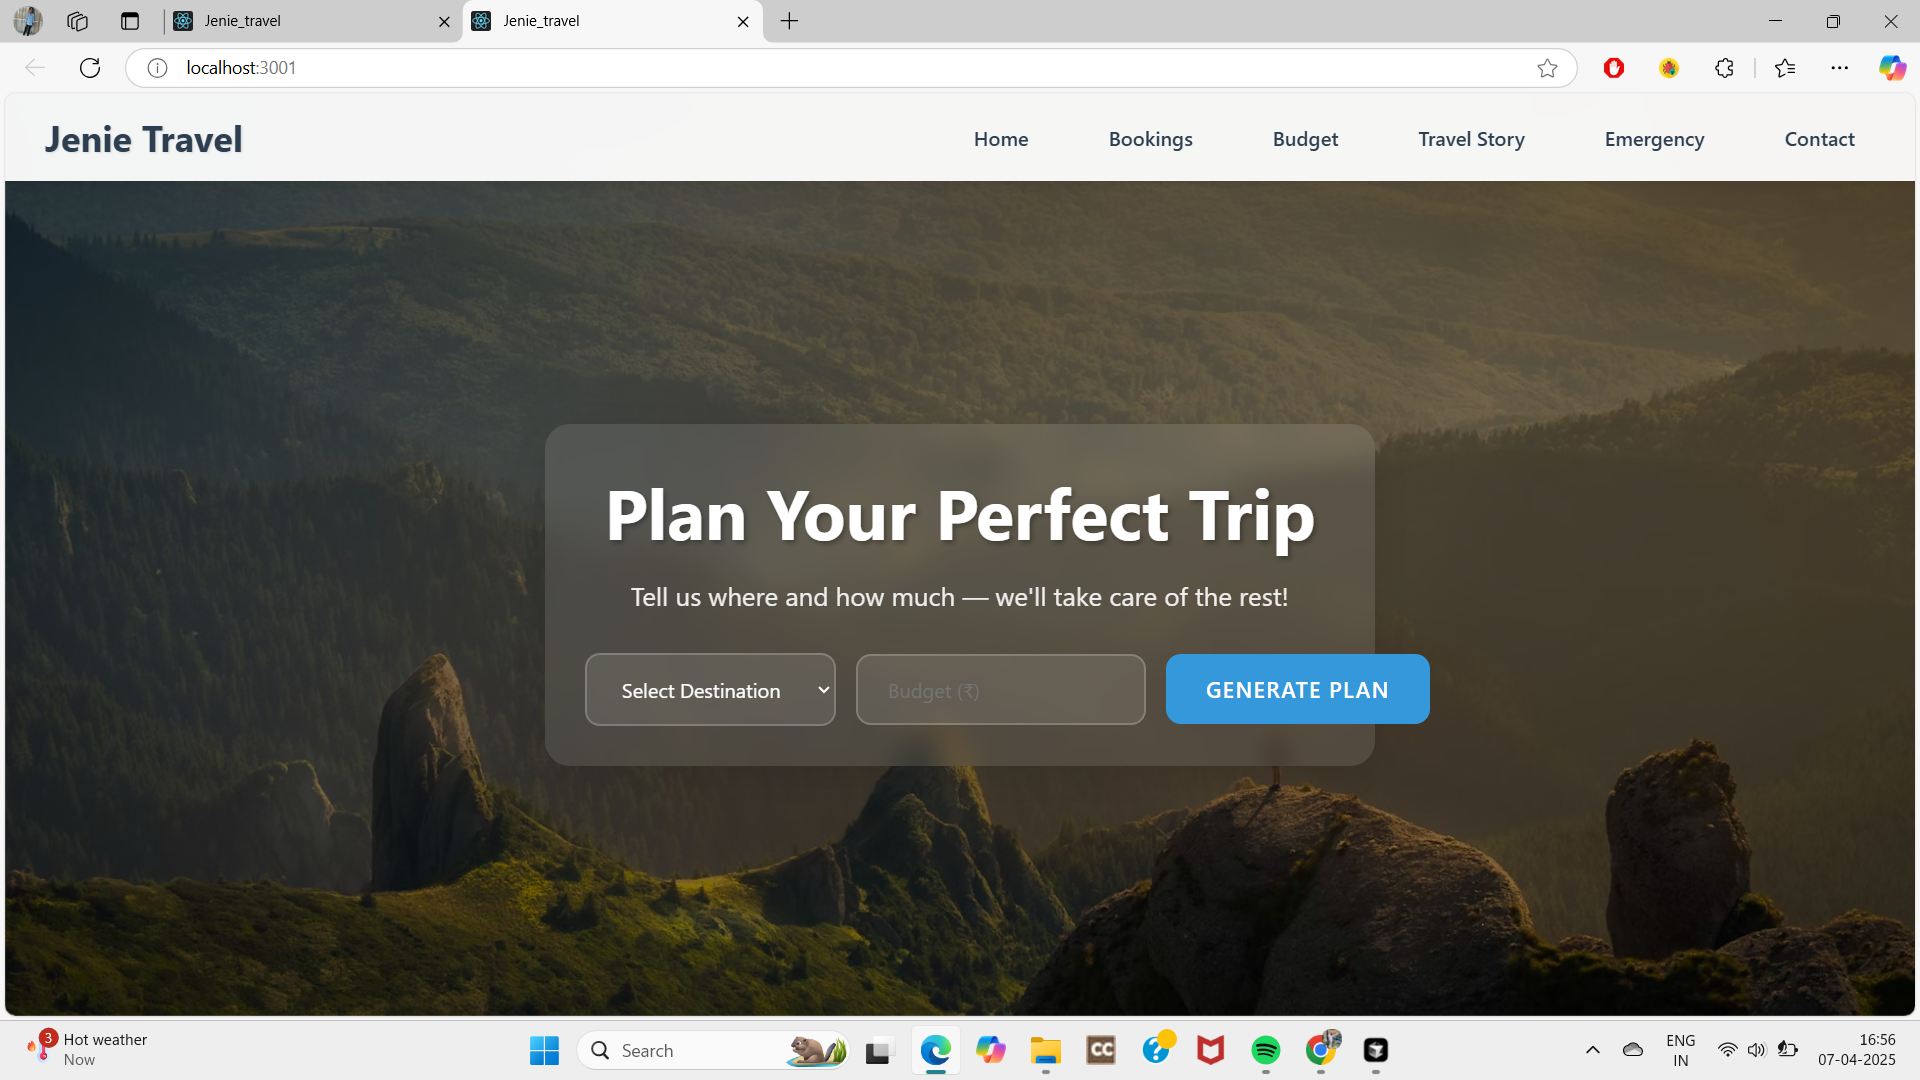 Jenie_travel
Jenie_travel
localhost:3001
Jenie Travel
Home
Bookings
Budget
Travel Story
Emergency
Contact
Plan Your Perfect Trip
Tell us where and how much — we'll take care of the rest!
Select Destination
Budget (₹)
GENERATE PLAN
3
Hot weather
Now
Search
CC
ENG
IN
16:56
07-04-2025